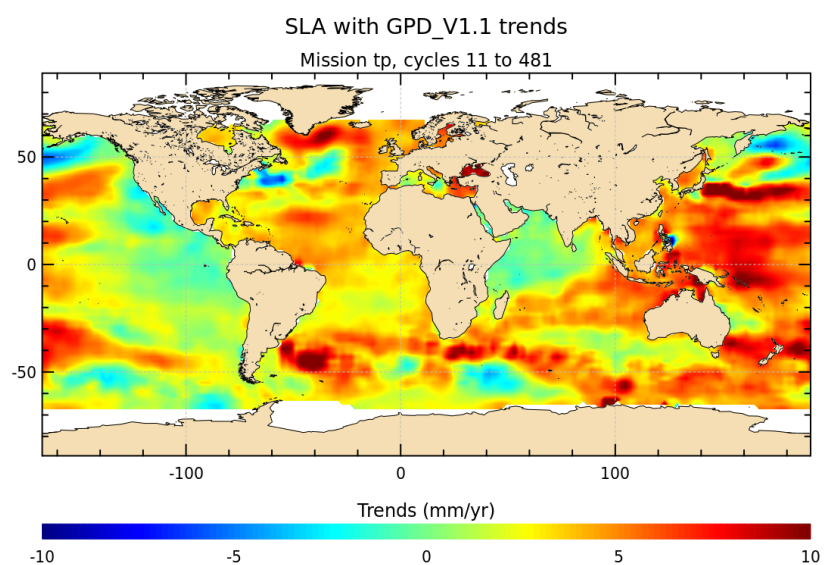 SLA with GPD_V1.1 trends
Mission tp, cycles 11 to 481
50
0
-50
-100 0 100
Trends (mm/yr)
-10 -5 0 5 10